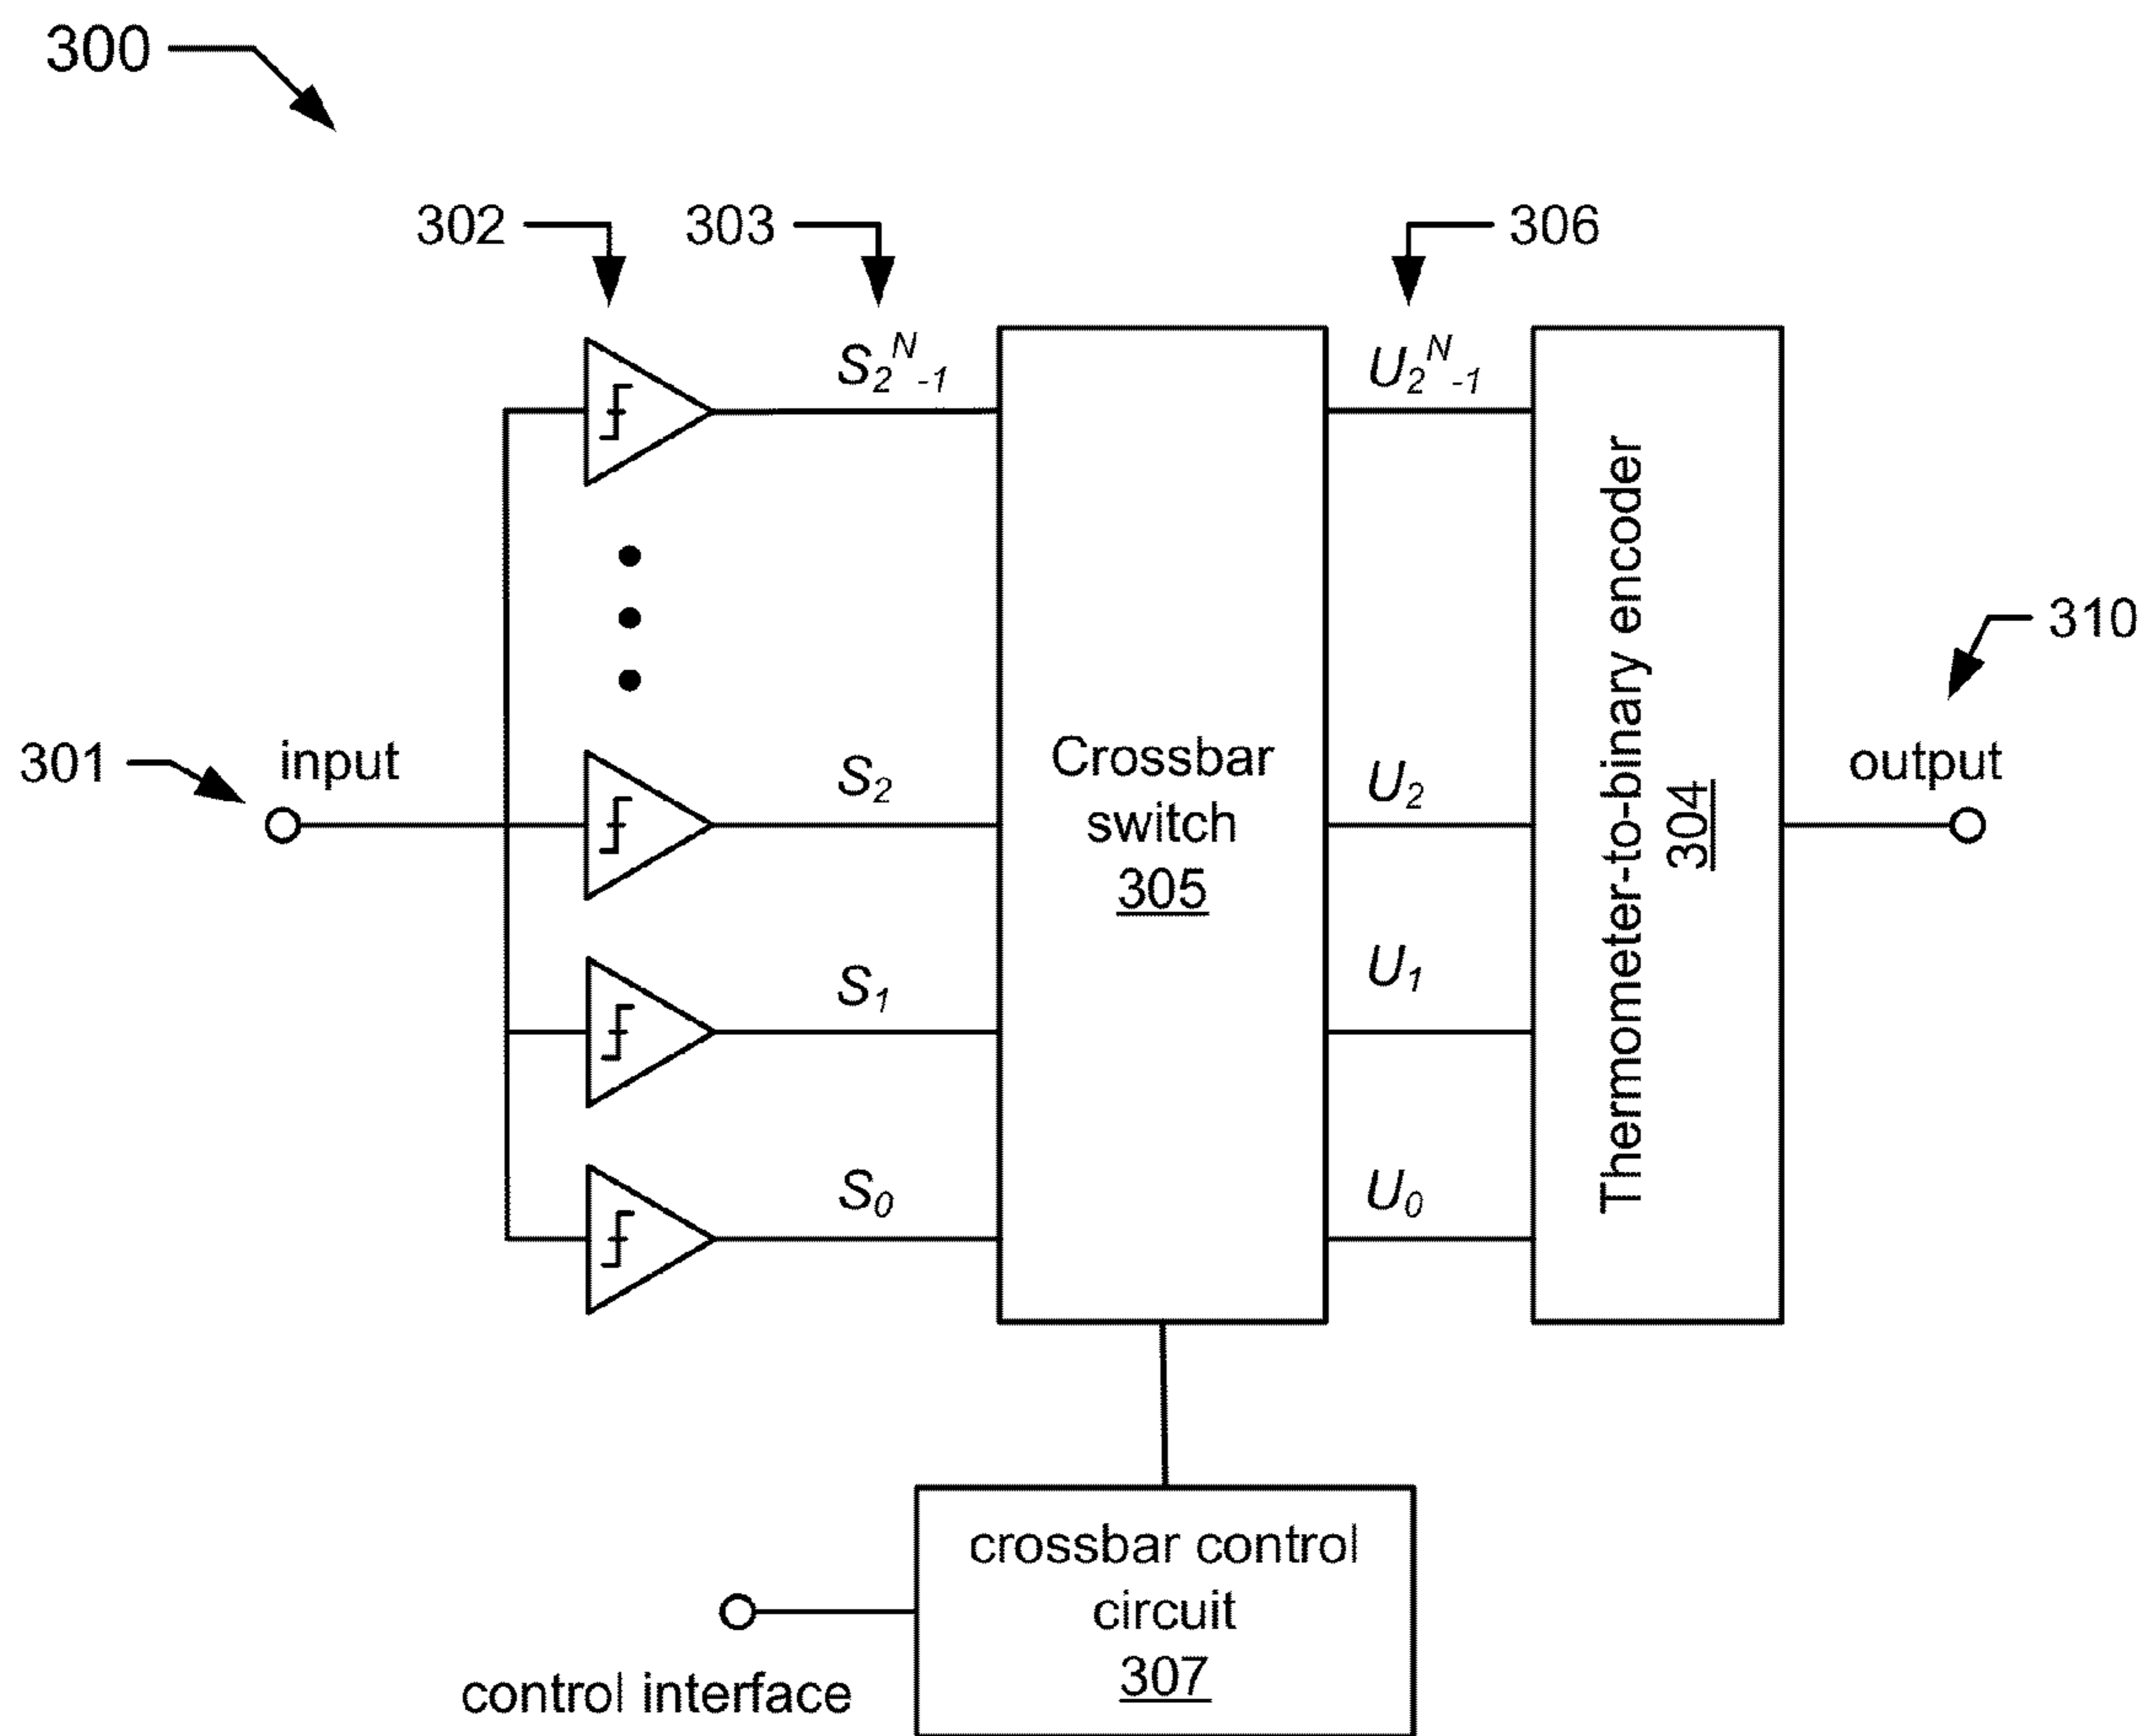 300
302
303
306
S₂ᴺ₋₁
U₂ᴺ₋₁
310
301
input
S₂
Crossbar
switch
305
U₂
Thermometer-to-binary encoder
304
output
S₁
U₁
S₀
U₀
crossbar control
circuit
307
control interface